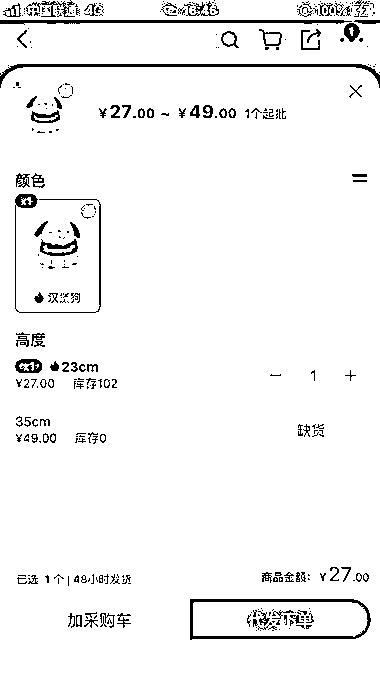 中国联通 4G 16:46 100%
¥27.00 ~ ¥49.00 1个起批
颜色
x1
汉堡狗
高度
x1 23cm
¥27.00 库存102
1
35cm
¥49.00 库存0
缺货
已选 1个 | 48小时发货
商品金额: ¥27.00
加采购车
代发下单